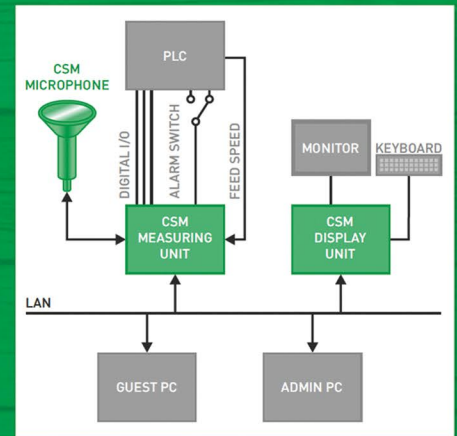 PLC
CSM
MICROPHONE
DIGITAL I/O
ALARM SWITCH
FEED SPEED
MONITOR
KEYBOARD
CSM
MEASURING
UNIT
CSM
DISPLAY
UNIT
LAN
GUEST PC
ADMIN PC